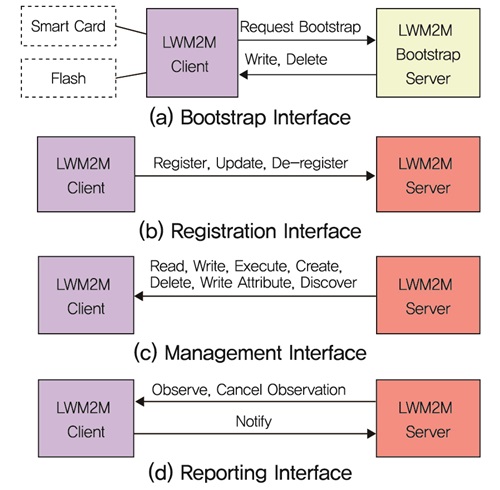 Smart Card
Flash
LWM2M
Client
Request Bootstrap
Write, Delete
LWM2M
Bootstrap
Server
(a) Bootstrap Interface
LWM2M
Client
Register, Update, De-register
LWM2M
Server
(b) Registration Interface
LWM2M
Client
Read, Write, Execute, Create,
Delete, Write Attribute, Discover
LWM2M
Server
(c) Management Interface
LWM2M
Client
Observe, Cancel Observation
Notify
LWM2M
Server
(d) Reporting Interface